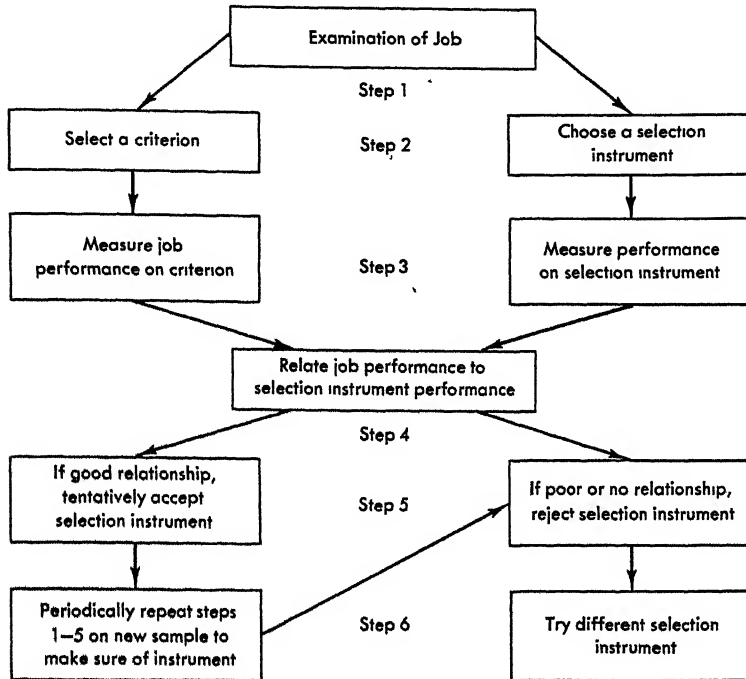 Examination of Job
Step 1
Select a criterion
Step 2
Choose a selection
instrument
Measure job
performance on criterion
Step 3
Measure performance
on selection instrument
Relate job performance to
selection instrument performance
Step 4
If good relationship,
tentatively accept
selection instrument
Step 5
If poor or no relationship,
reject selection instrument
Periodically repeat steps
1–5 on new sample to
make sure of instrument
Step 6
Try different selection
instrument